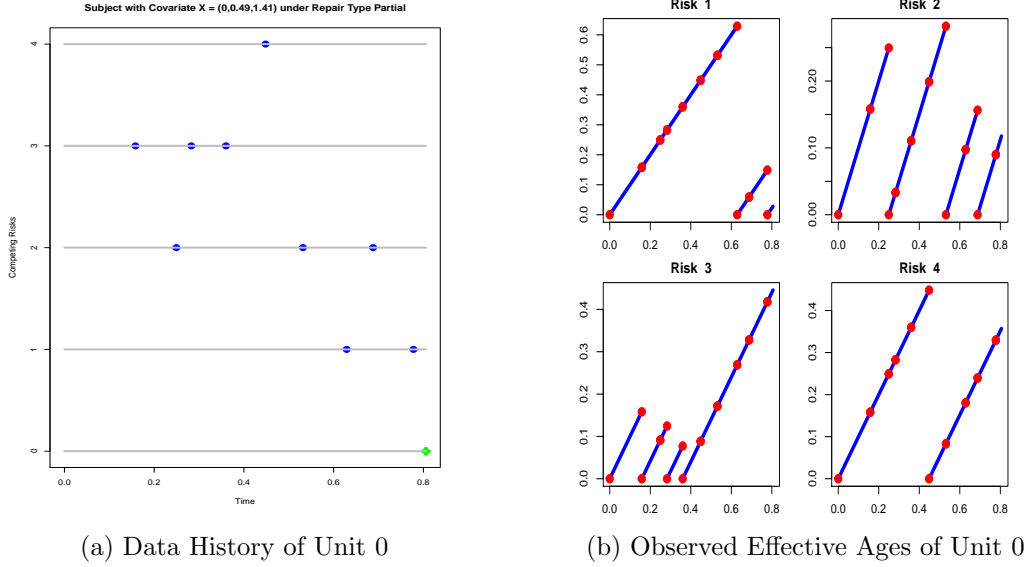 Subject with Covariate X = (0,0.49,1.41) under Repair Type Partial
Competing Risks
4
3
2
1
0
0.0 0.2 0.4 0.6 0.8
Time
(a) Data History of Unit 0
Risk 1
0.6
0.5
0.4
0.3
0.2
0.1
0.0
0.0 0.2 0.4 0.6 0.8
Risk 2
0.20
0.10
0.00
0.0 0.2 0.4 0.6 0.8
Risk 3
0.4
0.3
0.2
0.1
0.0
0.0 0.2 0.4 0.6 0.8
Risk 4
0.4
0.3
0.2
0.1
0.0
0.0 0.2 0.4 0.6 0.8
(b) Observed Effective Ages of Unit 0